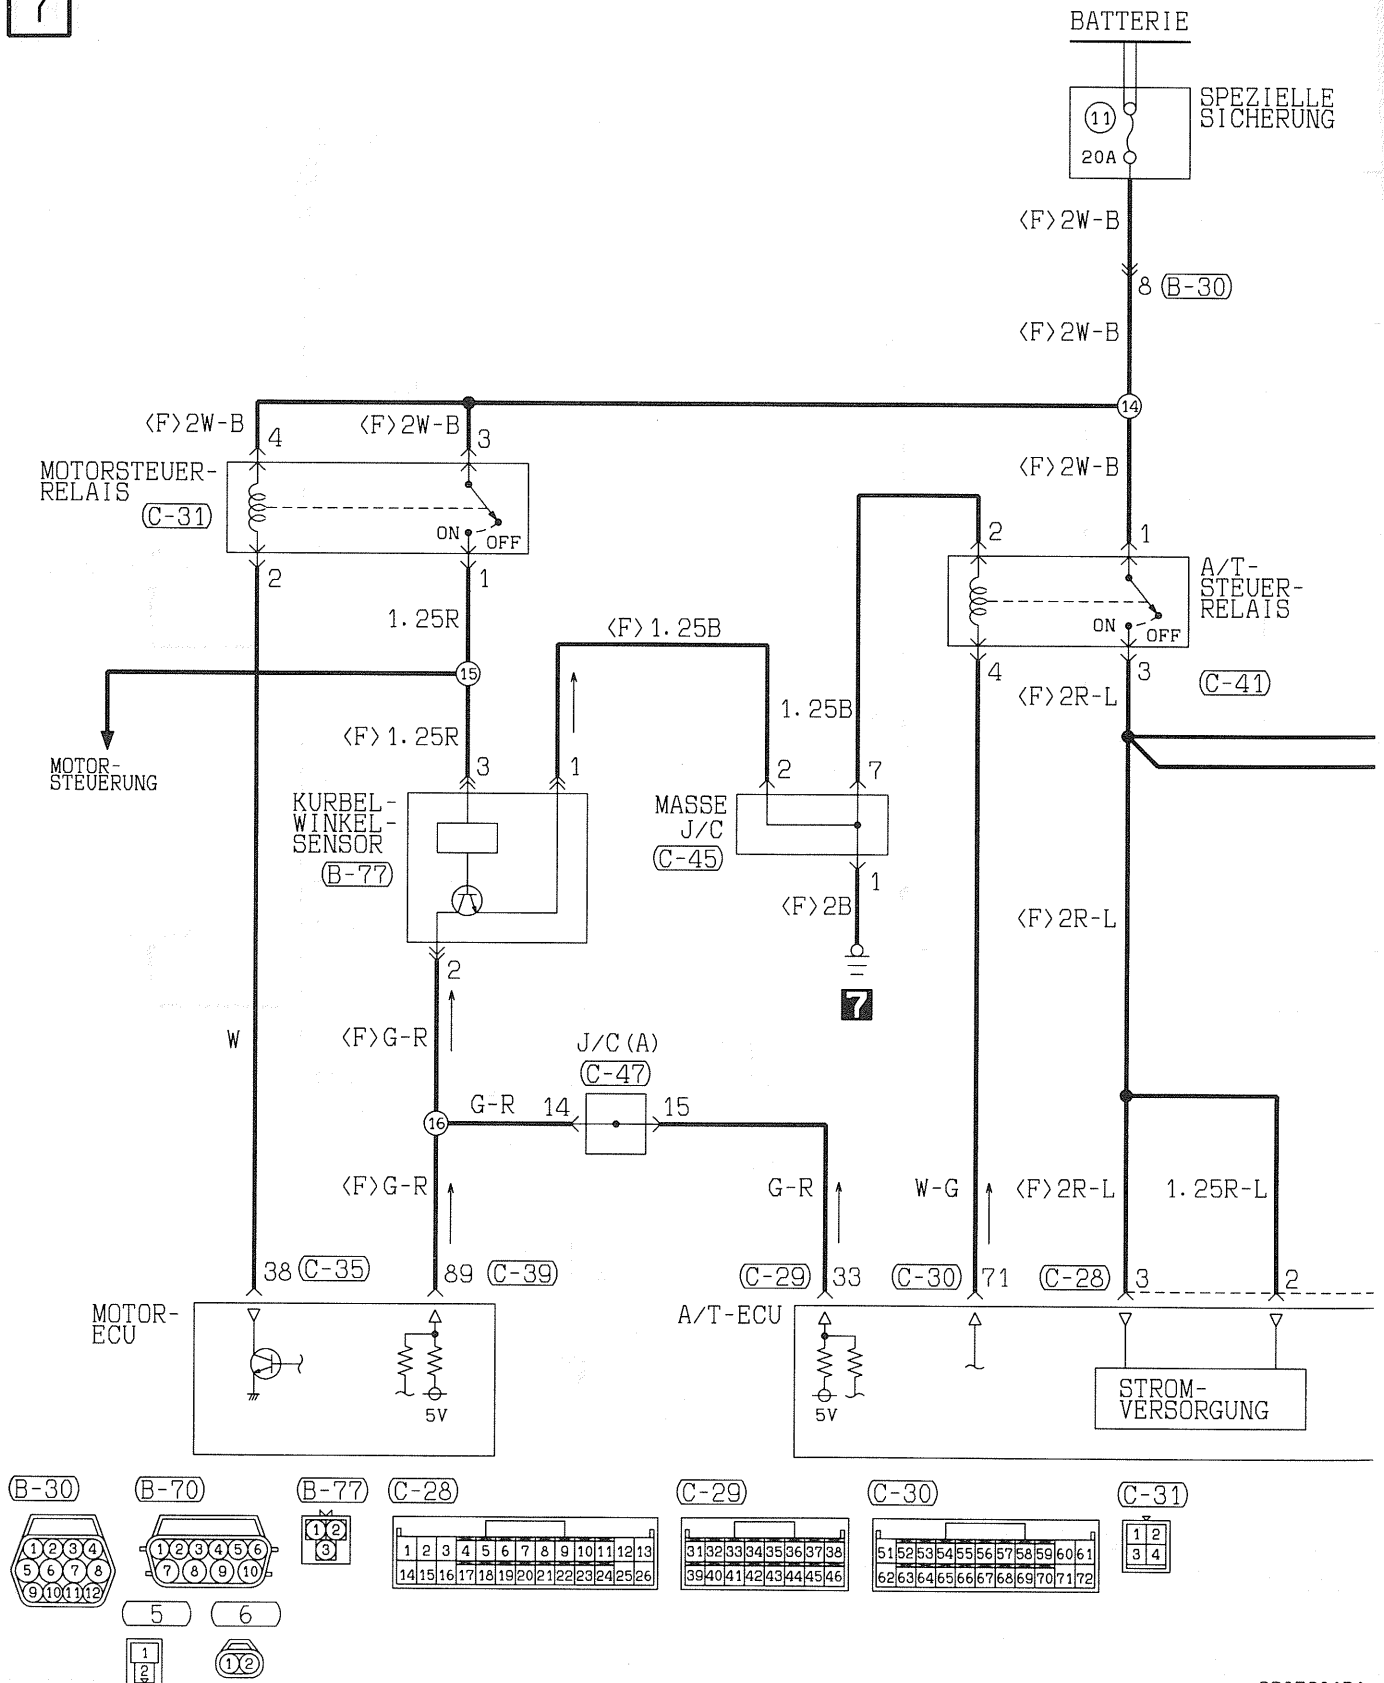 7
BATTERIE
SPEZIELLE
SICHERUNG
11
20A
<F>2W-B
8 B-30
<F>2W-B
14
<F>2W-B 4
<F>2W-B 3
<F>2W-B
MOTORSTEUER-
RELAIS
C-31
ON OFF
2 1
2 1
A/T-
STEUER-
RELAIS
ON OFF
4 3
C-41
1.25R
<F>1.25B
15
1.25B
<F>2R-L
<F>1.25R
MOTOR-
STEUERUNG
3 1
2 7
KURBEL-
WINKEL-
SENSOR
B-77
MASSE
J/C
C-45
1
<F>2B
<F>2R-L
2
7
W
<F>G-R
J/C(A)
C-47
G-R 14 15
16
<F>G-R
G-R
W-G
<F>2R-L
1.25R-L
38 C-35
89 C-39
C-29 33
C-30 71
C-28 3
2
MOTOR-
ECU
A/T-ECU
5V
5V
STROM-
VERSORGUNG
B-30
1 2 3 4
5 6 7 8
9 10 11 12
B-70
1 2 3 4 5 6
7 8 9 10
B-77
1 2
3
C-28
1 2 3 4 5 6 7 8 9 10 11 12 13
14 15 16 17 18 19 20 21 22 23 24 25 26
C-29
31 32 33 34 35 36 37 38
39 40 41 42 43 44 45 46
C-30
51 52 53 54 55 56 57 58 59 60 61
62 63 64 65 66 67 68 69 70 71 72
C-31
1 2
3 4
5
1
2
6
1 2